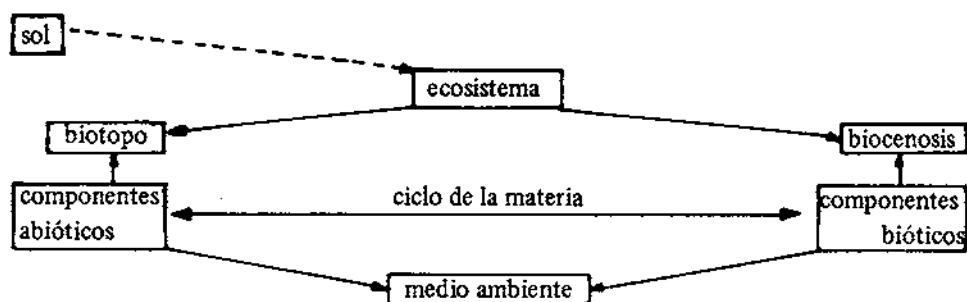 sol
ecosistema
biotopo
biocenosis
componentes
abióticos
ciclo de la materia
componentes
bióticos
medio ambiente